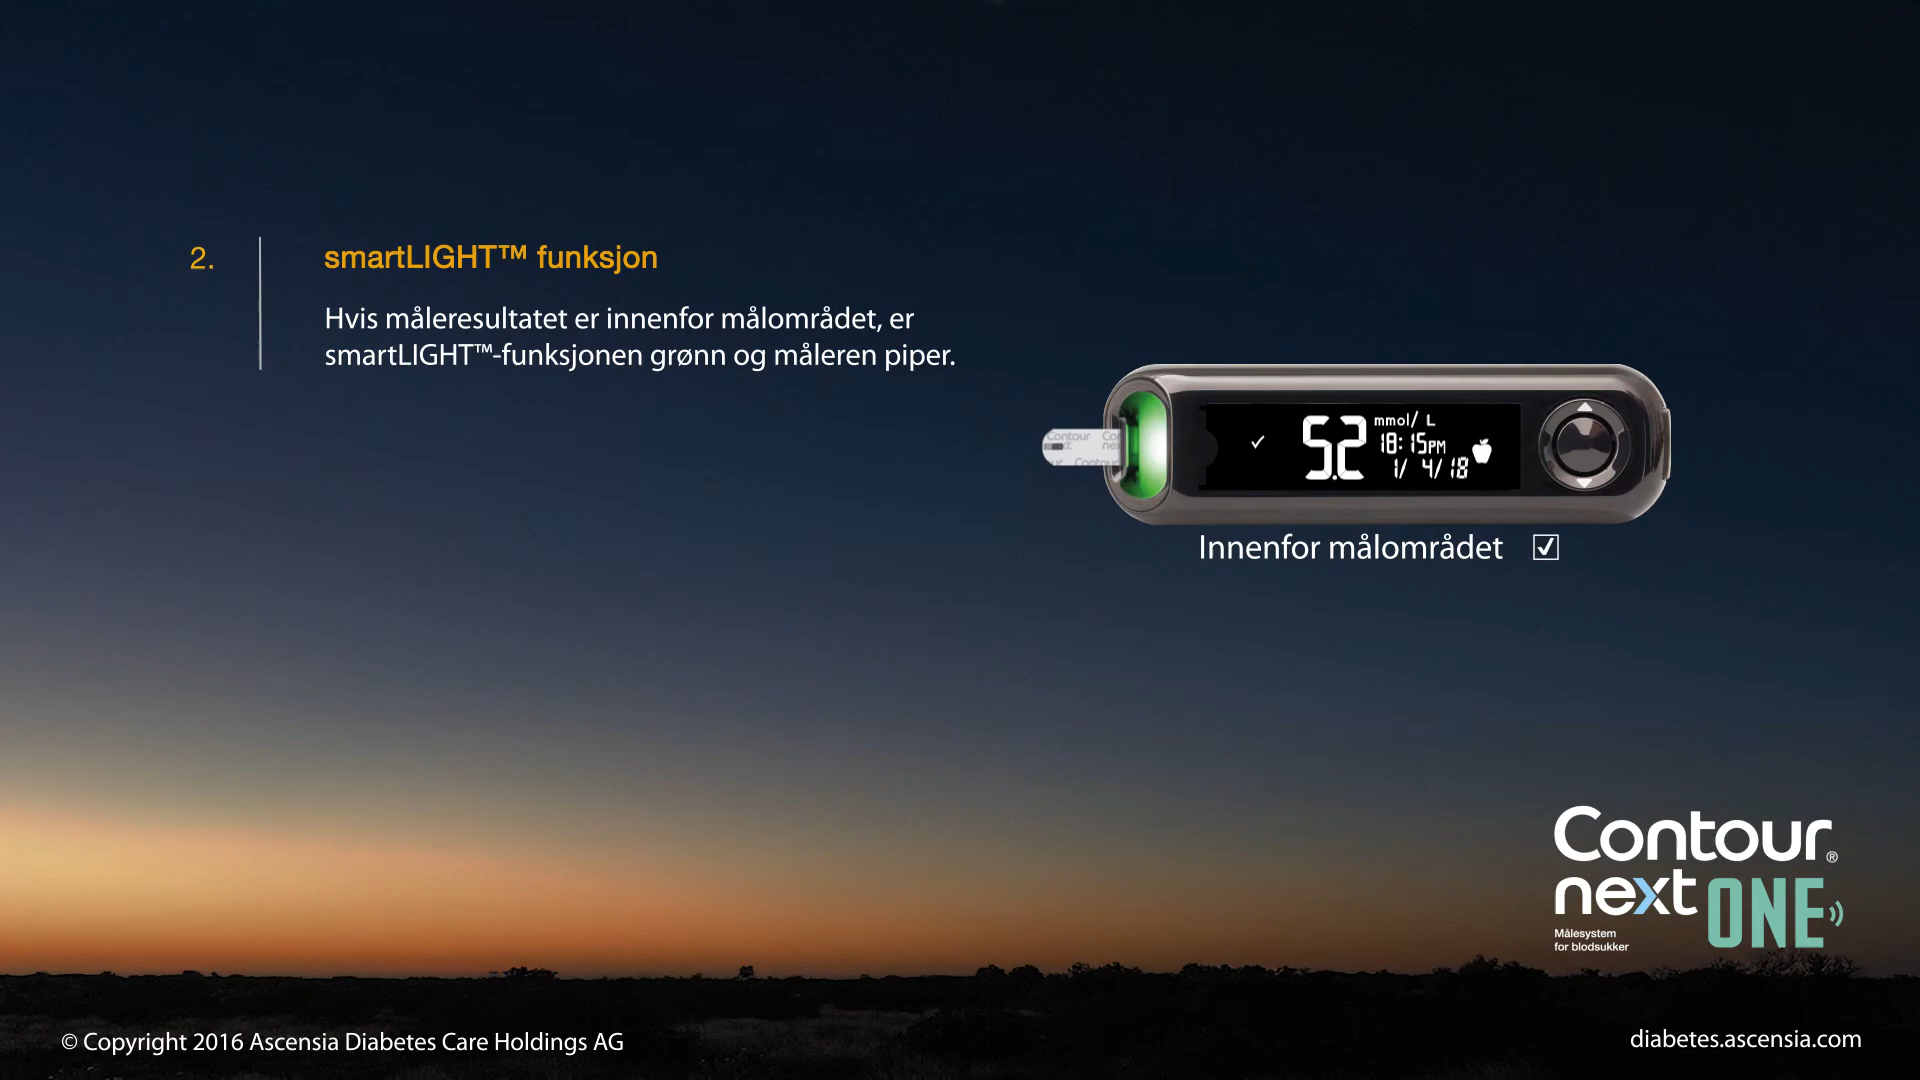 2.
smartLIGHT™ funksjon
Hvis måleresultatet er innenfor målområdet, er
smartLIGHT™-funksjonen grønn og måleren piper.
Contour
next
✓ 5.2 mmol/ L
18:15PM
1/ 4/18
Innenfor målområdet ☑
Contour®
next ONE
Målesystem
for blodsukker
© Copyright 2016 Ascensia Diabetes Care Holdings AG
diabetes.ascensia.com